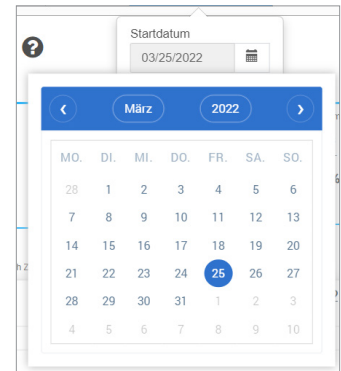 Startdatum
?
03/25/2022
März 2022
MO. DI. MI. DO. FR. SA. SO.
28 1 2 3 4 5 6
7 8 9 10 11 12 13
14 15 16 17 18 19 20
21 22 23 24 25 26 27
28 29 30 31 1 2 3
4 5 6 7 8 9 10